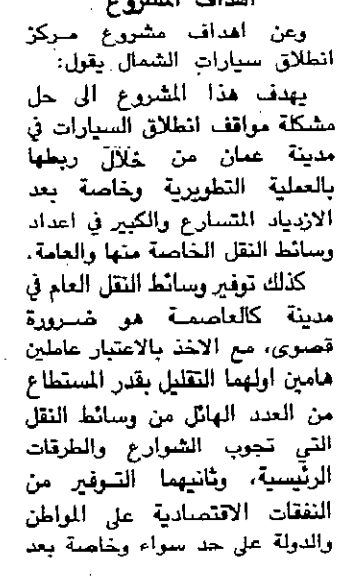 اهداف المشروع
وعن اهداف مشروع مركز
انطلاق سيارات الشمال يقول:
يهدف هذا المشروع الى حل
مشكلة مواقف انطلاق السيارات في
مدينة عمان من خلال ربطها
بالعملية التطويرية وخاصة بعد
الازدياد المتسارع والكبير في اعداد
وسائط النقل الخاصة منها والعامة.
كذلك توفير وسائط النقل العام في
مدينة كالعاصمة هو ضرورة
قصوى، مع الاخذ بالاعتبار عاملين
هامين اولهما التقليل بقدر المستطاع
من العدد الهائل من وسائط النقل
التي تجوب الشوارع والطرقات
الرئيسية، وثانيهما التوفير من
النفقات الاقتصادية على المواطن
والدولة على حد سواء وخاصة بعد